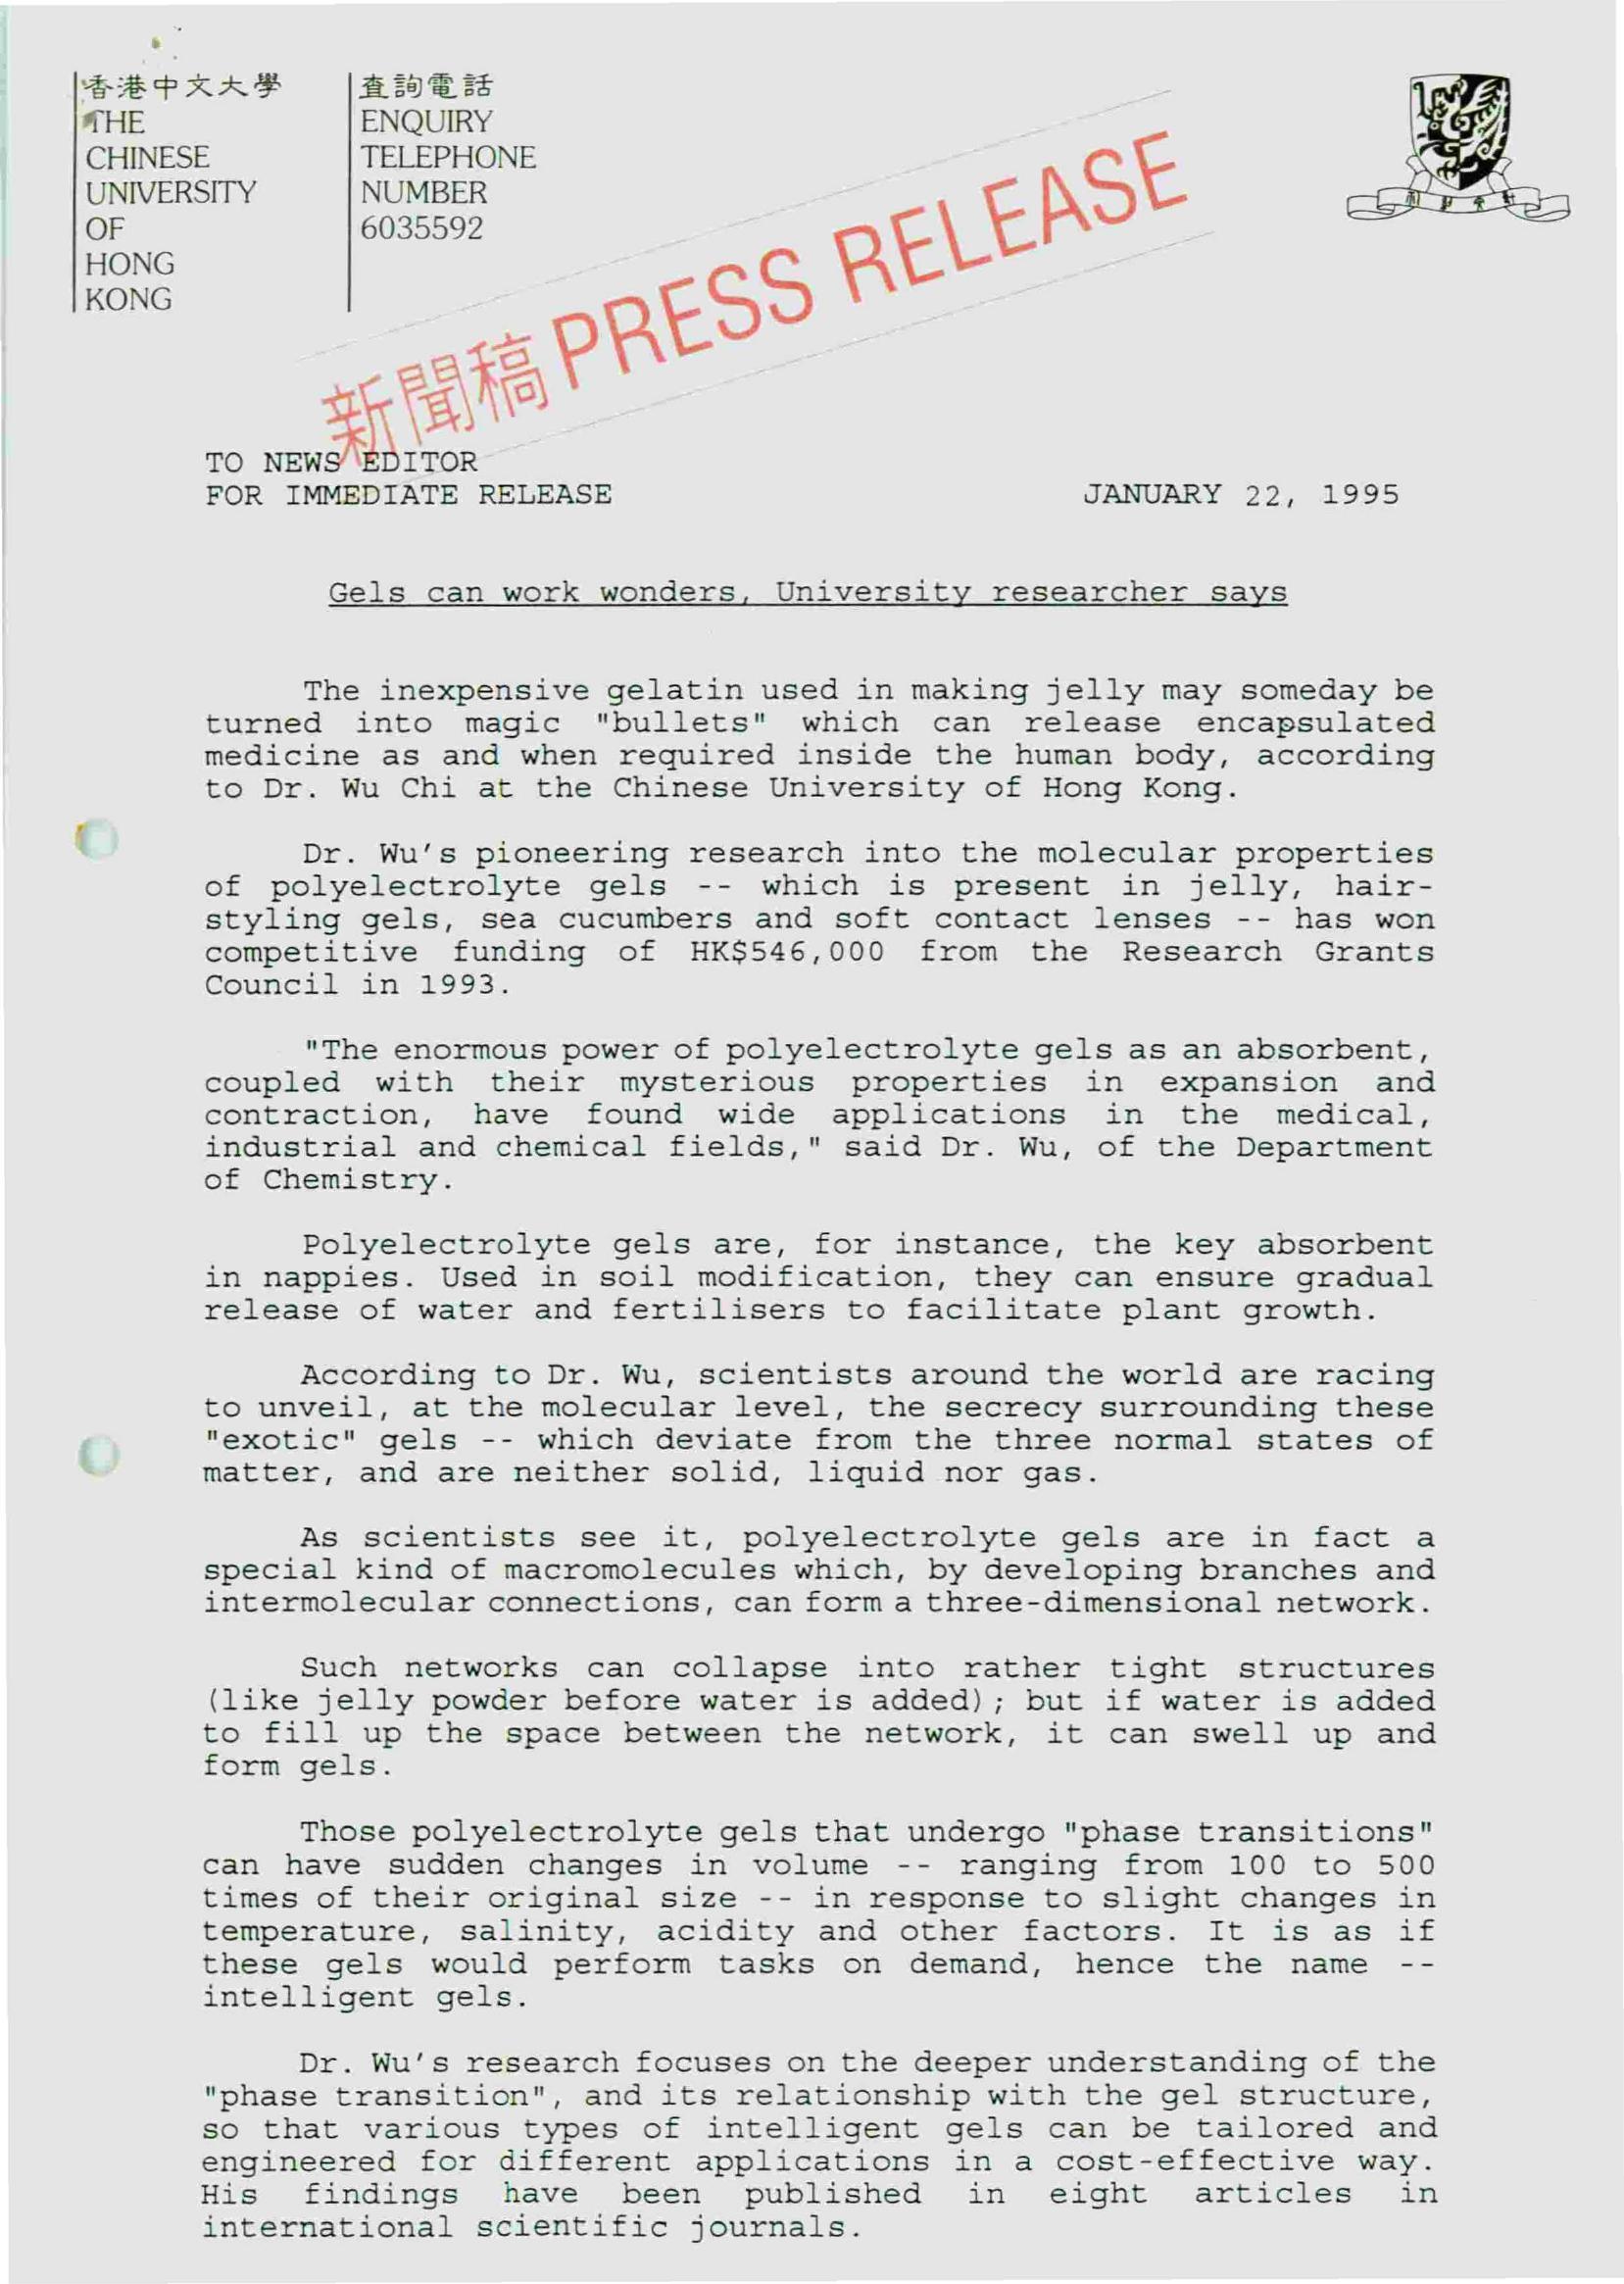 香港中文大學
THE
CHINESE
UNIVERSITY
OF
HONG
KONG
查詢電話
ENQUIRY
TELEPHONE
NUMBER
6035592
新聞稿 PRESS RELEASE
TO NEWS EDITOR
FOR IMMEDIATE RELEASE JANUARY 22, 1995
Gels can work wonders, University researcher says
The inexpensive gelatin used in making jelly may someday be
turned into magic "bullets" which can release encapsulated
medicine as and when required inside the human body, according
to Dr. Wu Chi at the Chinese University of Hong Kong.
Dr. Wu's pioneering research into the molecular properties
of polyelectrolyte gels -- which is present in jelly, hair-
styling gels, sea cucumbers and soft contact lenses -- has won
competitive funding of HK$546,000 from the Research Grants
Council in 1993.
"The enormous power of polyelectrolyte gels as an absorbent,
coupled with their mysterious properties in expansion and
contraction, have found wide applications in the medical,
industrial and chemical fields," said Dr. Wu, of the Department
of Chemistry.
Polyelectrolyte gels are, for instance, the key absorbent
in nappies. Used in soil modification, they can ensure gradual
release of water and fertilisers to facilitate plant growth.
According to Dr. Wu, scientists around the world are racing
to unveil, at the molecular level, the secrecy surrounding these
"exotic" gels -- which deviate from the three normal states of
matter, and are neither solid, liquid nor gas.
As scientists see it, polyelectrolyte gels are in fact a
special kind of macromolecules which, by developing branches and
intermolecular connections, can form a three-dimensional network.
Such networks can collapse into rather tight structures
(like jelly powder before water is added); but if water is added
to fill up the space between the network, it can swell up and
form gels.
Those polyelectrolyte gels that undergo "phase transitions"
can have sudden changes in volume -- ranging from 100 to 500
times of their original size -- in response to slight changes in
temperature, salinity, acidity and other factors. It is as if
these gels would perform tasks on demand, hence the name --
intelligent gels.
Dr. Wu's research focuses on the deeper understanding of the
"phase transition", and its relationship with the gel structure,
so that various types of intelligent gels can be tailored and
engineered for different applications in a cost-effective way.
His findings have been published in eight articles in
international scientific journals.